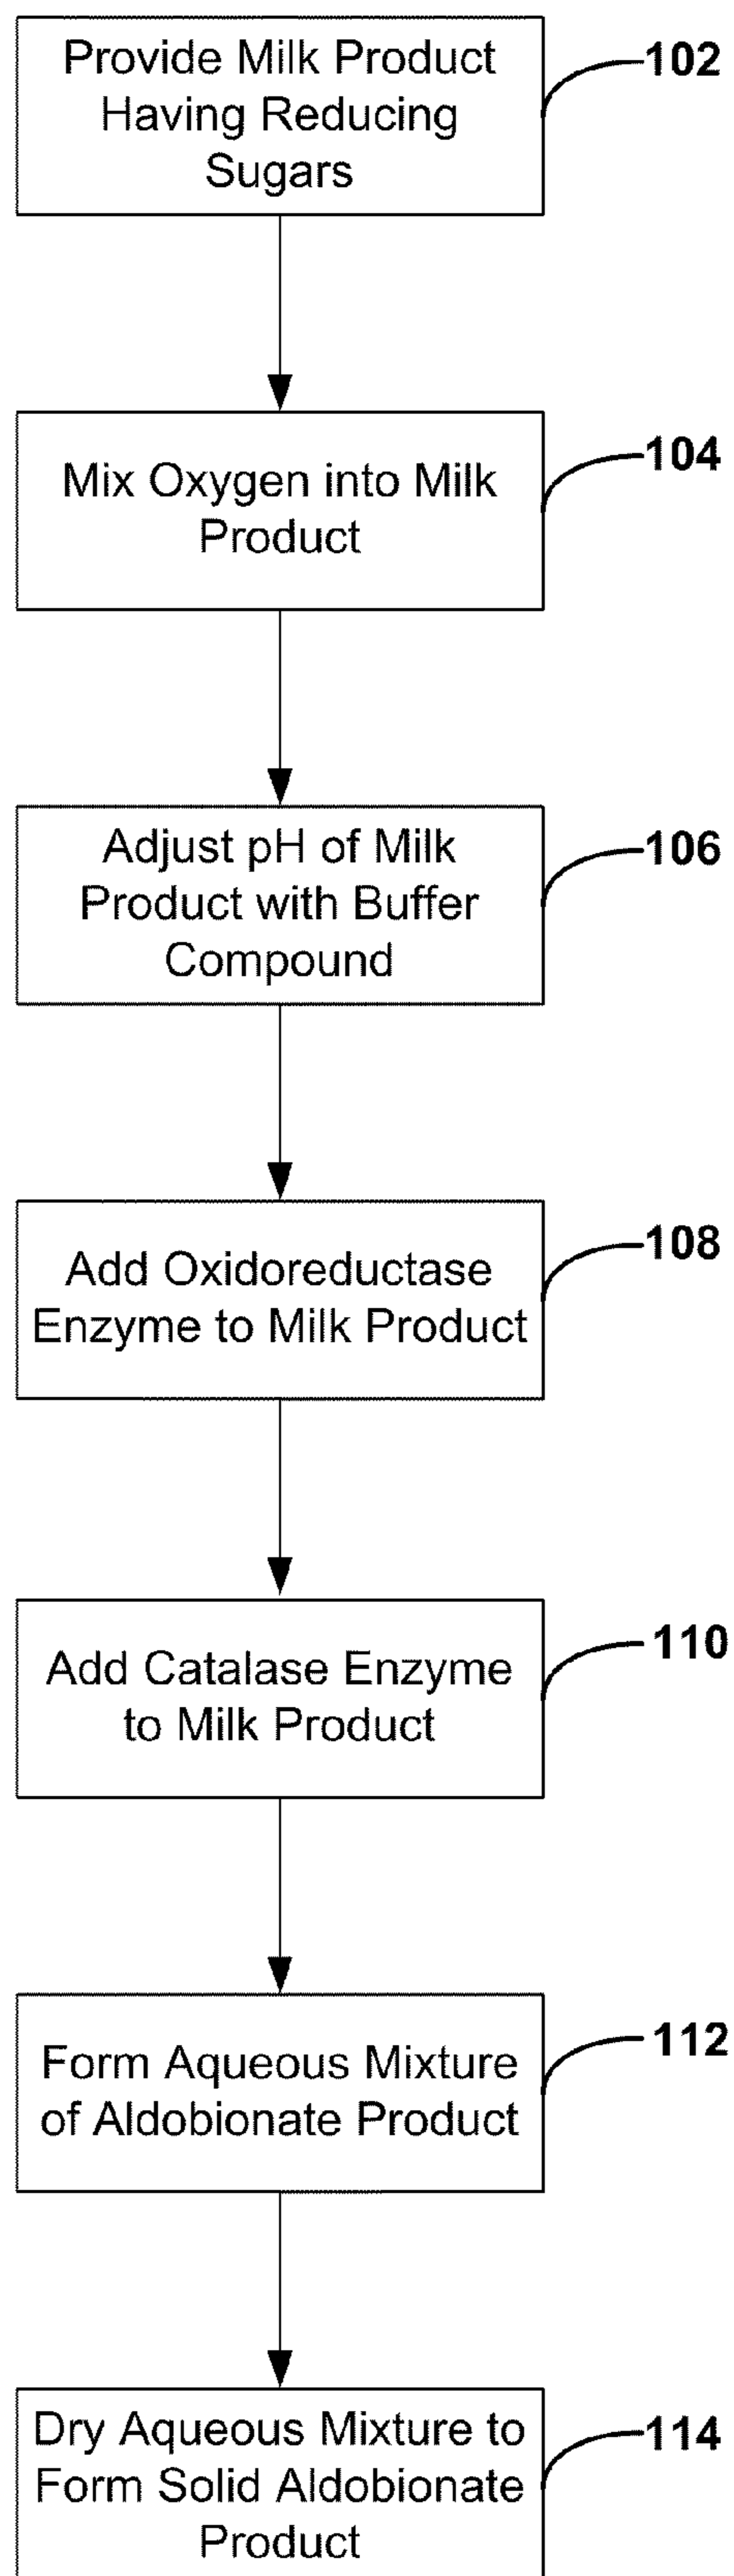 Provide Milk Product
Having Reducing
Sugars
102
Mix Oxygen into Milk
Product
104
Adjust pH of Milk
Product with Buffer
Compound
106
Add Oxidoreductase
Enzyme to Milk Product
108
Add Catalase Enzyme
to Milk Product
110
Form Aqueous Mixture
of Aldobionate Product
112
Dry Aqueous Mixture to
Form Solid Aldobionate
Product
114